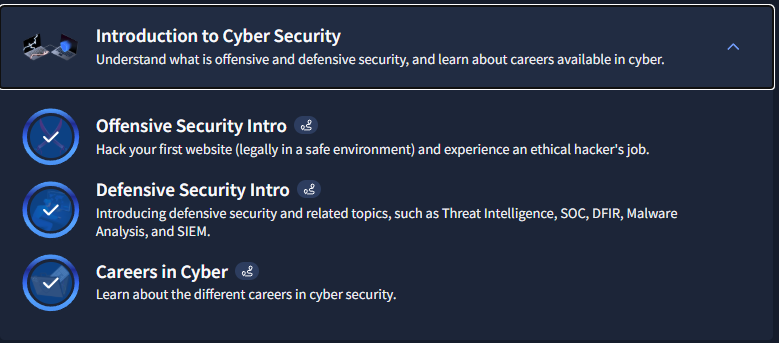 Introduction to Cyber Security
Understand what is offensive and defensive security, and learn about careers available in cyber.
Offensive Security Intro
Hack your first website (legally in a safe environment) and experience an ethical hacker's job.
Defensive Security Intro
Introducing defensive security and related topics, such as Threat Intelligence, SOC, DFIR, Malware
Analysis, and SIEM.
Careers in Cyber
Learn about the different careers in cyber security.